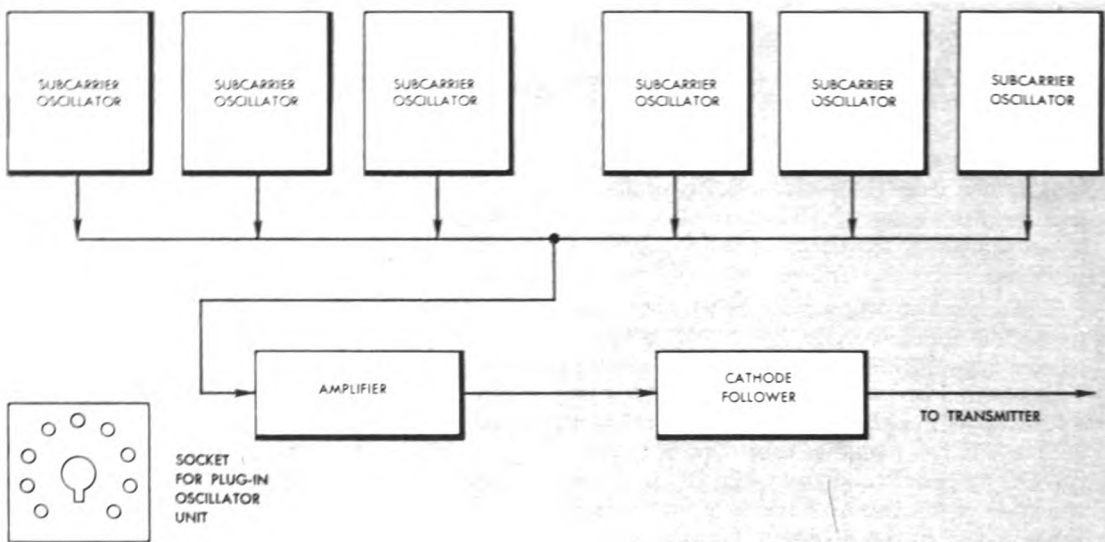 SUBCARRIER
OSCILLATOR
SUBCARRIER
OSCILLATOR
SUBCARRIER
OSCILLATOR
SUBCARRIER
OSCILLATOR
SUBCARRIER
OSCILLATOR
SUBCARRIER
OSCILLATOR
AMPLIFIER
CATHODE
FOLLOWER
TO TRANSMITTER
SOCKET
FOR PLUG-IN
OSCILLATOR
UNIT